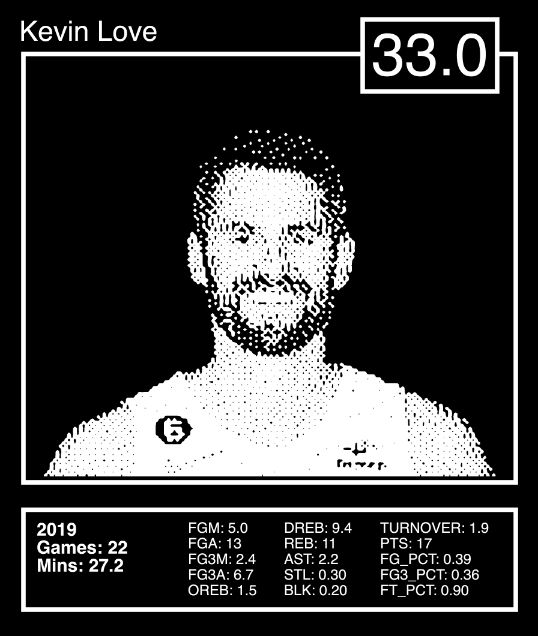 Kevin Love
33.0
2019
Games: 22
Mins: 27.2
FGM: 5.0
FGA: 13
FG3M: 2.4
FG3A: 6.7
OREB: 1.5
DREB: 9.4
REB: 11
AST: 2.2
STL: 0.30
BLK: 0.20
TURNOVER: 1.9
PTS: 17
FG_PCT: 0.39
FG3_PCT: 0.36
FT_PCT: 0.90